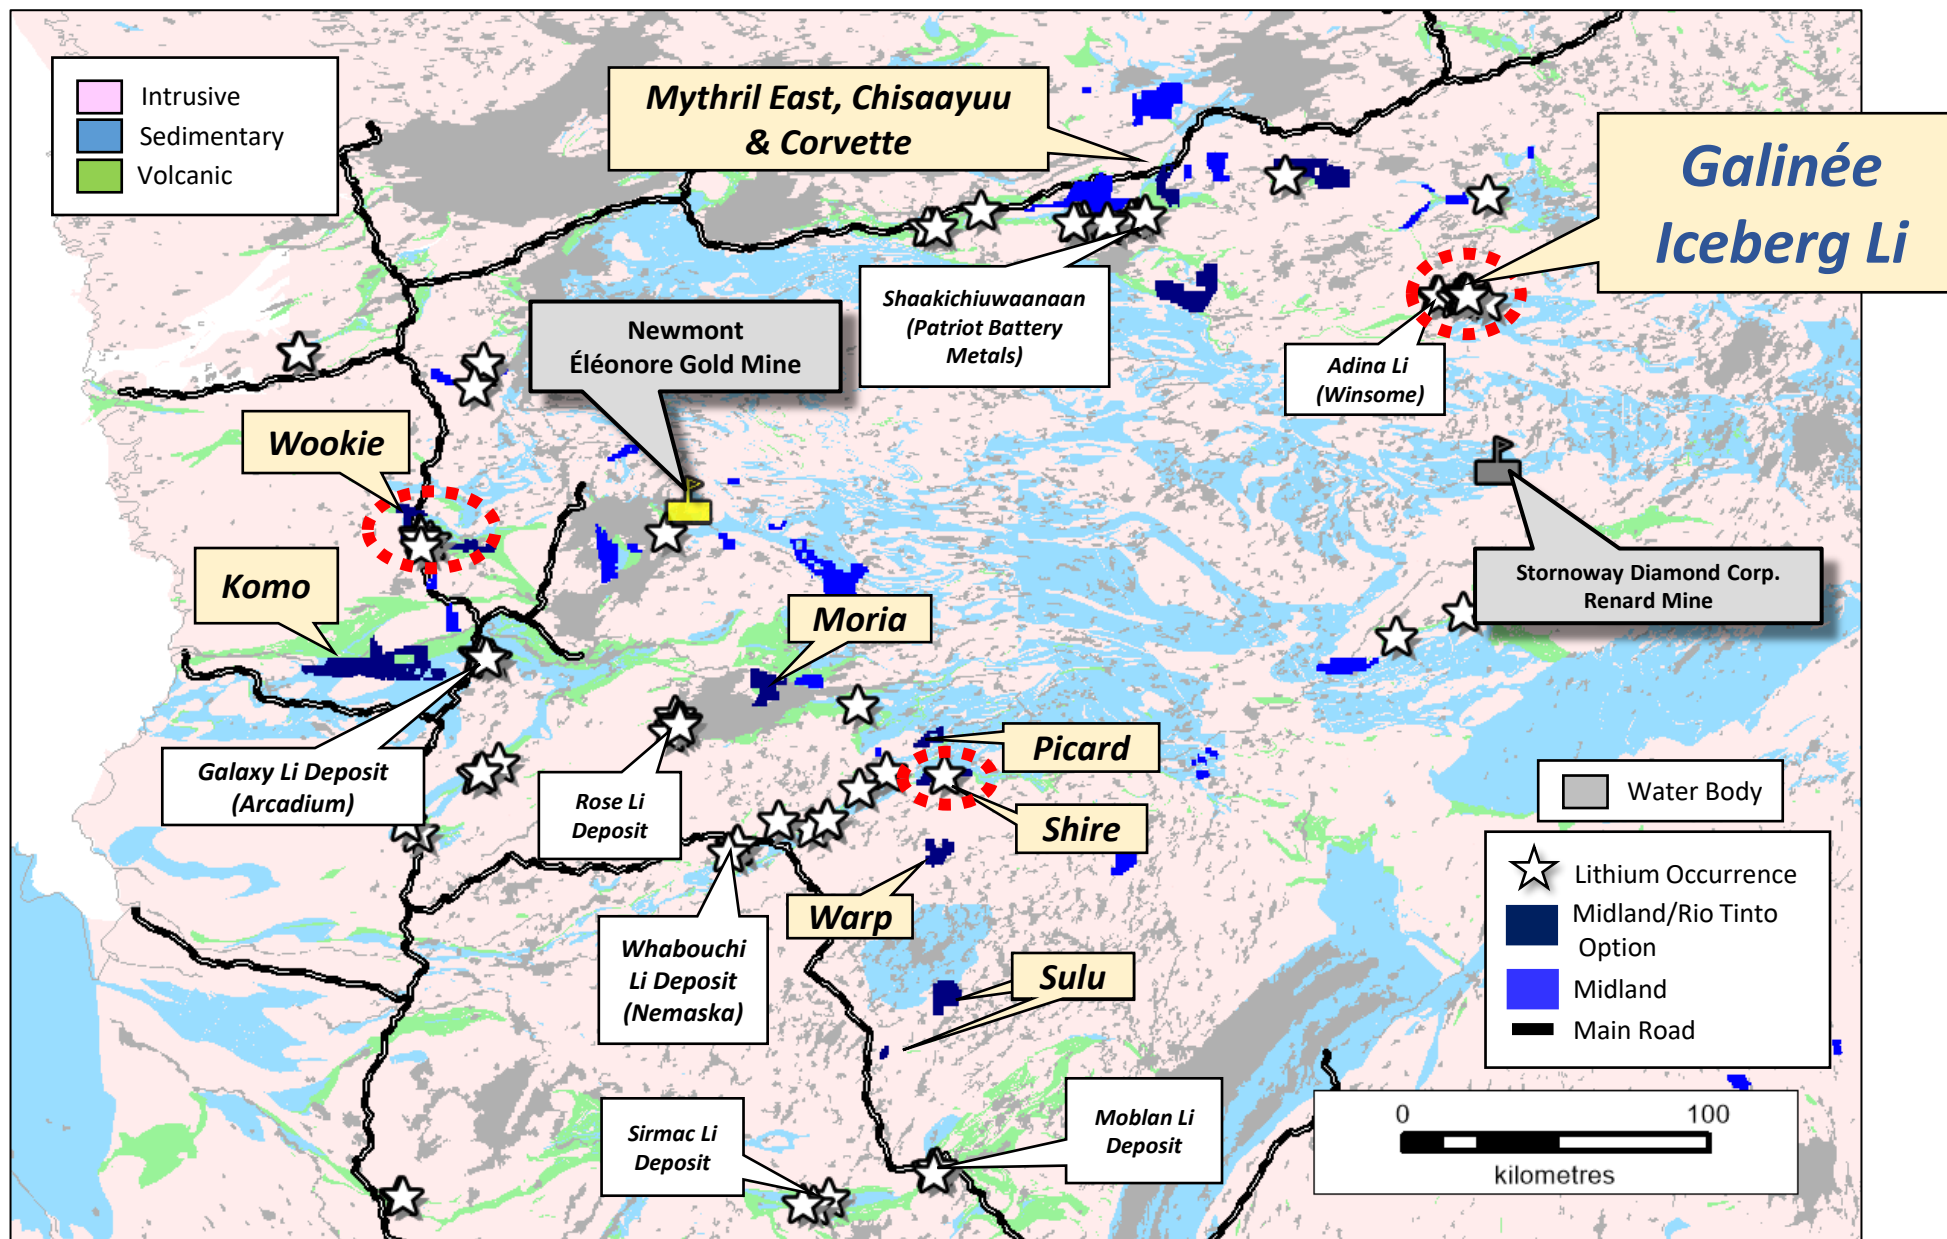 Intrusive
Sedimentary
Volcanic
Mythril East, Chisaayuu
& Corvette
Galinée
Iceberg Li
Shaakichiuwaanaan
(Patriot Battery
Metals)
Newmont
Éléonore Gold Mine
Adina Li
(Winsome)
Wookie
Komo
Moria
Stornoway Diamond Corp.
Renard Mine
Picard
Galaxy Li Deposit
(Arcadium)
Rose Li
Deposit
Shire
Water Body
Lithium Occurrence
Midland/Rio Tinto
Option
Midland
Main Road
Warp
Whabouchi
Li Deposit
(Nemaska)
Sulu
Sirmac Li
Deposit
Moblan Li
Deposit
0 100
kilometres